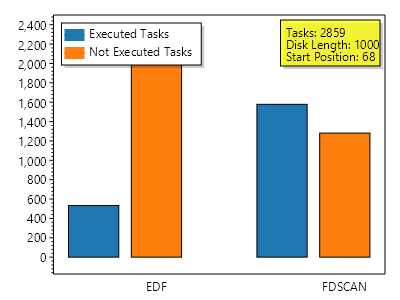 2,400
2,200
2,000
1,800
1,600
1,400
1,200
1,000
800
600
400
200
0
Executed Tasks
Not Executed Tasks
Tasks: 2859
Disk Length: 1000
Start Position: 68
EDF
FDSCAN